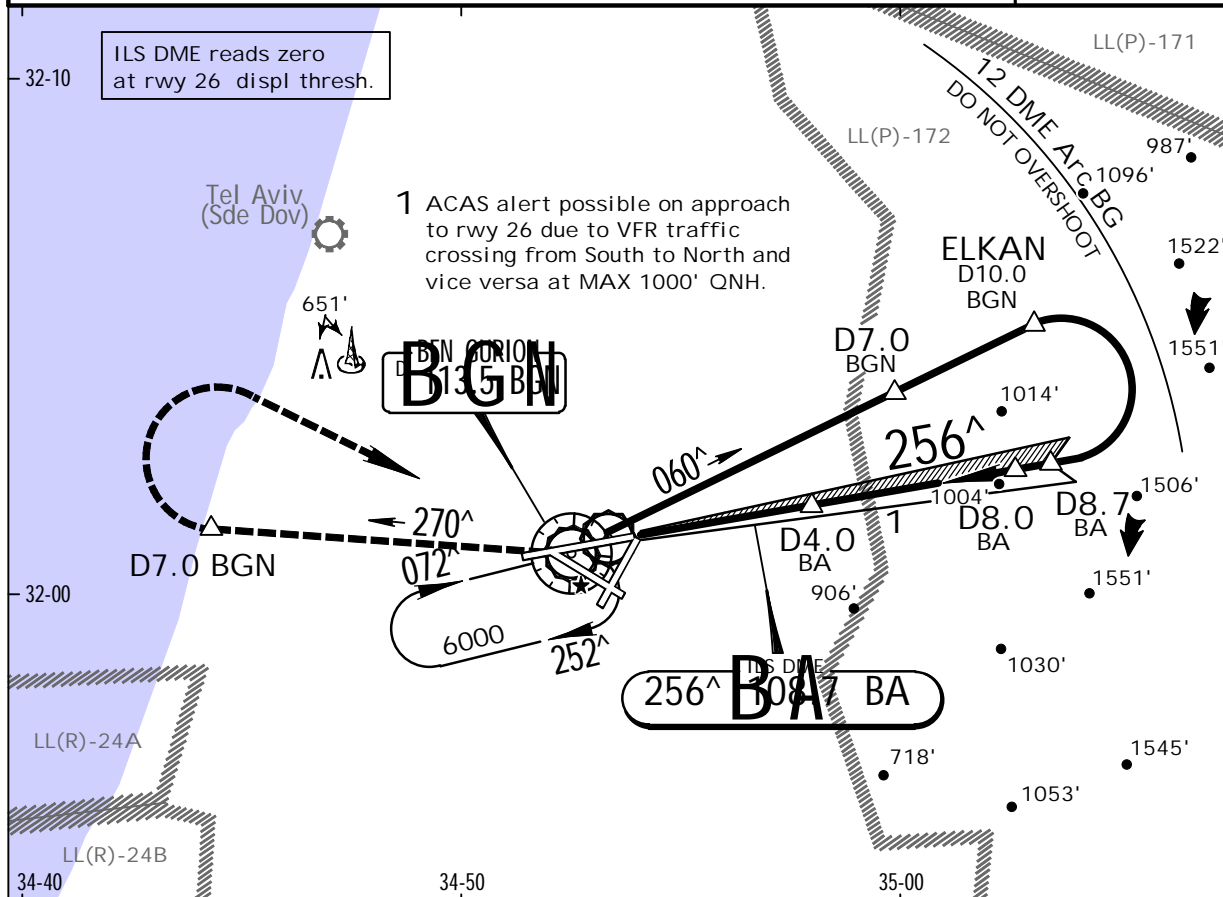 ILS DME reads zero
at rwy 26 displ thresh.
32-10
LL(P)-171
12 DME Arc BG
DO NOT OVERSHOOT
LL(P)-172
987'
1096'
Tel Aviv
(Sde Dov)
1 ACAS alert possible on approach
to rwy 26 due to VFR traffic
crossing from South to North and
vice versa at MAX 1000' QNH.
ELKAN
D10.0
BGN
1522'
651'
D7.0
BGN
1551'
BEN GURION
D 113.5 BGN
BGN
1014'
256^
060^
1004'
1506'
D8.7
BA
D8.0
BA
1
D4.0
BA
270^
072^
D7.0 BGN
32-00
906'
1551'
6000
252^
1030'
ILS DME
256^ 108.7 BA
BA
LL(R)-24A
718'
1545'
1053'
LL(R)-24B
34-40
34-50
35-00